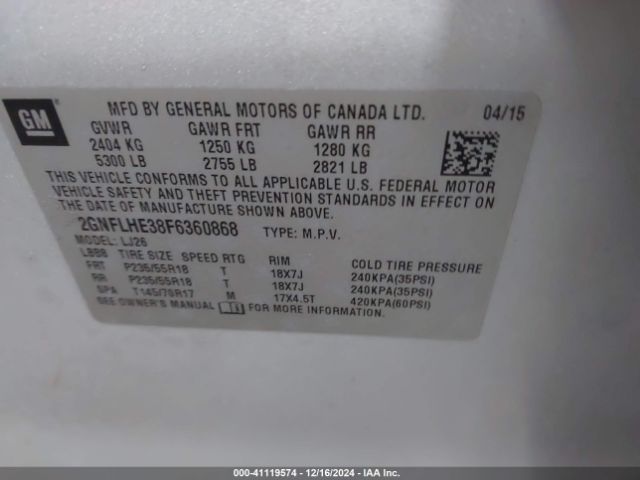 GM
MFD BY GENERAL MOTORS OF CANADA LTD. 04/15
GVWR GAWR FRT GAWR RR
2404 KG 1250 KG 1280 KG
5300 LB 2755 LB 2821 LB
THIS VEHICLE CONFORMS TO ALL APPLICABLE U.S. FEDERAL MOTOR
VEHICLE SAFETY AND THEFT PREVENTION STANDARDS IN EFFECT ON
THE DATE OF MANUFACTURE SHOWN ABOVE.
2GNFLHE38F6360868 TYPE: M.P.V.
MODEL: LJ26
LBBB TIRE SIZE SPEED RTG RIM COLD TIRE PRESSURE
FRT P235/55R18 T 18X7J 240KPA(35PSI)
RR P235/55R18 T 18X7J 240KPA(35PSI)
SPA T145/70R17 M 17X4.5T 420KPA(60PSI)
SEE OWNER'S MANUAL FOR MORE INFORMATION.
000-41119574 - 12/16/2024 - IAA Inc.